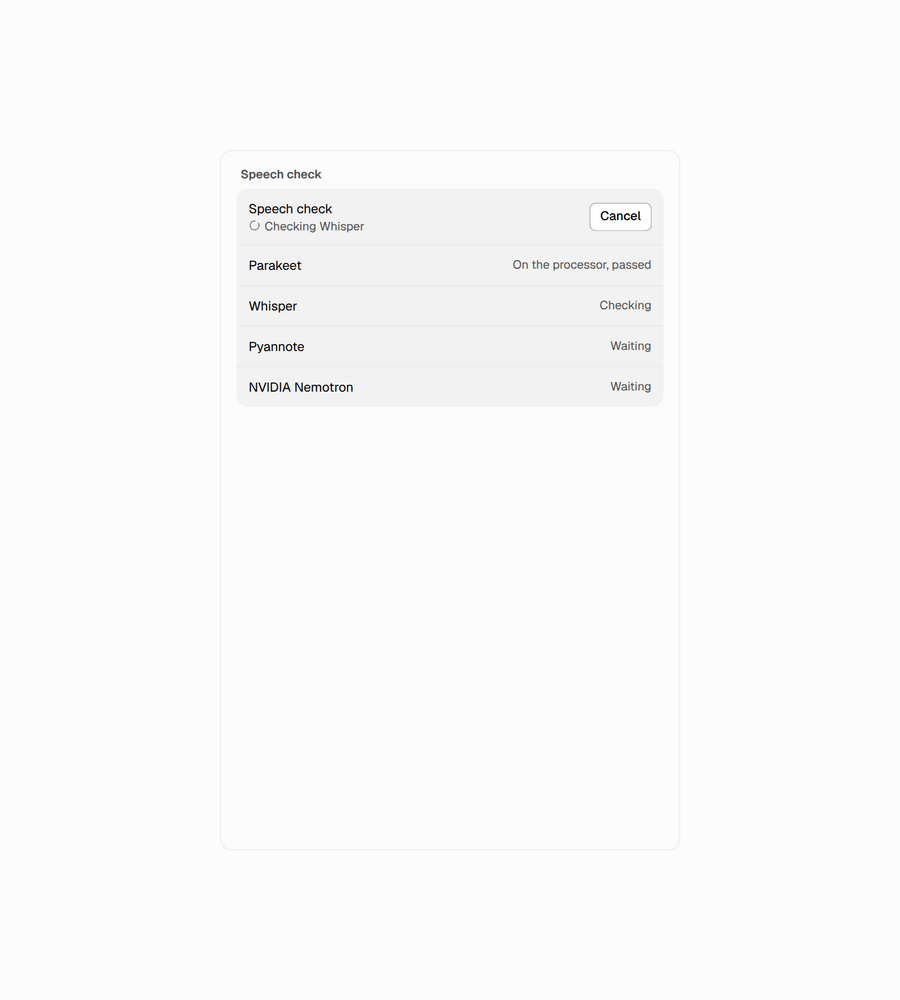 Speech check
Speech check
Checking Whisper
Cancel
Parakeet
On the processor, passed
Whisper
Checking
Pyannote
Waiting
NVIDIA Nemotron
Waiting